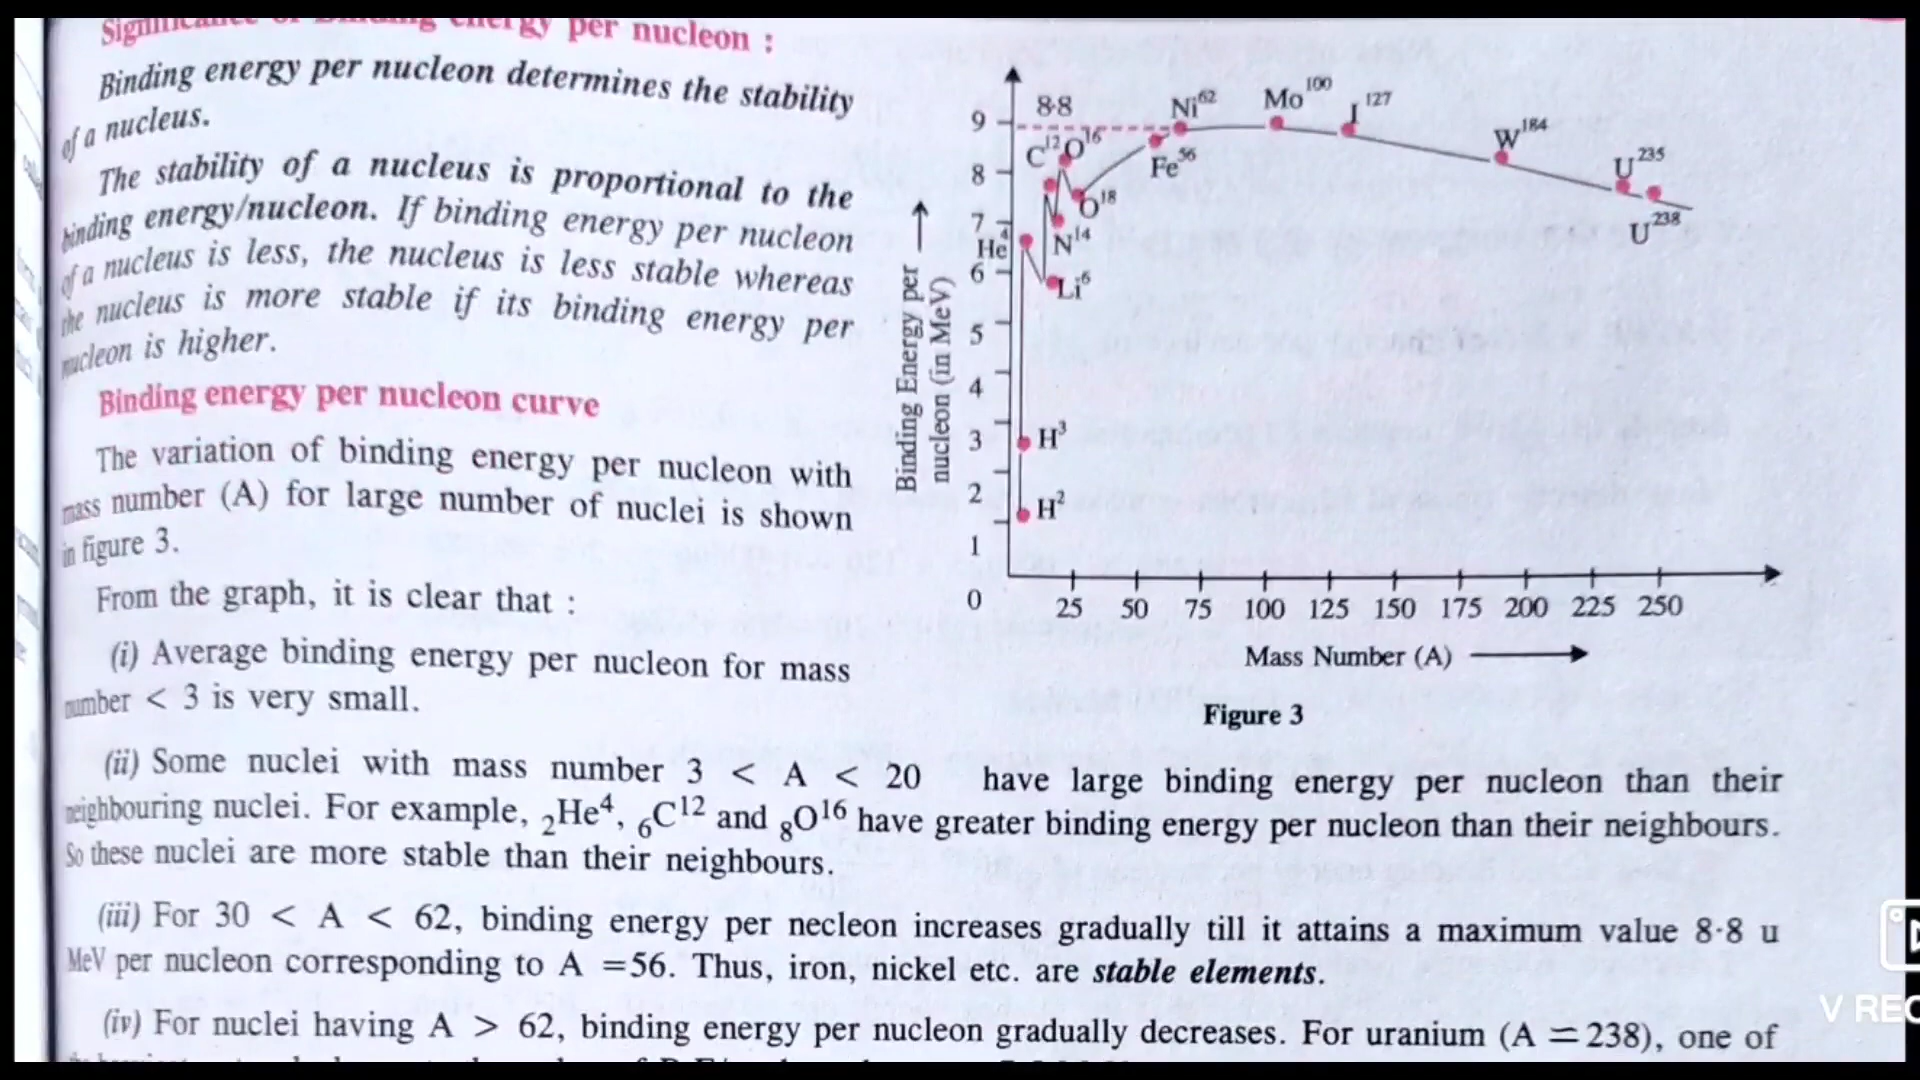 Significance of Binding energy per nucleon :
Binding energy per nucleon determines the stability
of a nucleus.
The stability of a nucleus is proportional to the
binding energy/nucleon. If binding energy per nucleon
of a nucleus is less, the nucleus is less stable whereas
the nucleus is more stable if its binding energy per
nucleon is higher.
Binding energy per nucleon curve
The variation of binding energy per nucleon with
mass number (A) for large number of nuclei is shown
in figure 3.
From the graph, it is clear that :
(i) Average binding energy per nucleon for mass
number < 3 is very small.
Binding Energy per
nucleon (in MeV)
9
8
7
6
5
4
3
2
1
0
8·8
Ni⁶²
Mo¹⁰⁰
I¹²⁷
W¹⁸⁴
U²³⁵
U²³⁸
C¹²
O¹⁶
Fe⁵⁶
O¹⁸
N¹⁴
He⁴
Li⁶
H³
H²
25 50 75 100 125 150 175 200 225 250
Mass Number (A)
Figure 3
(ii) Some nuclei with mass number 3 < A < 20 have large binding energy per nucleon than their
neighbouring nuclei. For example, ₂He⁴, ₆C¹² and ₈O¹⁶ have greater binding energy per nucleon than their neighbours.
So these nuclei are more stable than their neighbours.
(iii) For 30 < A < 62, binding energy per necleon increases gradually till it attains a maximum value 8·8 u
MeV per nucleon corresponding to A =56. Thus, iron, nickel etc. are stable elements.
(iv) For nuclei having A > 62, binding energy per nucleon gradually decreases. For uranium (A = 238), one of
V REC